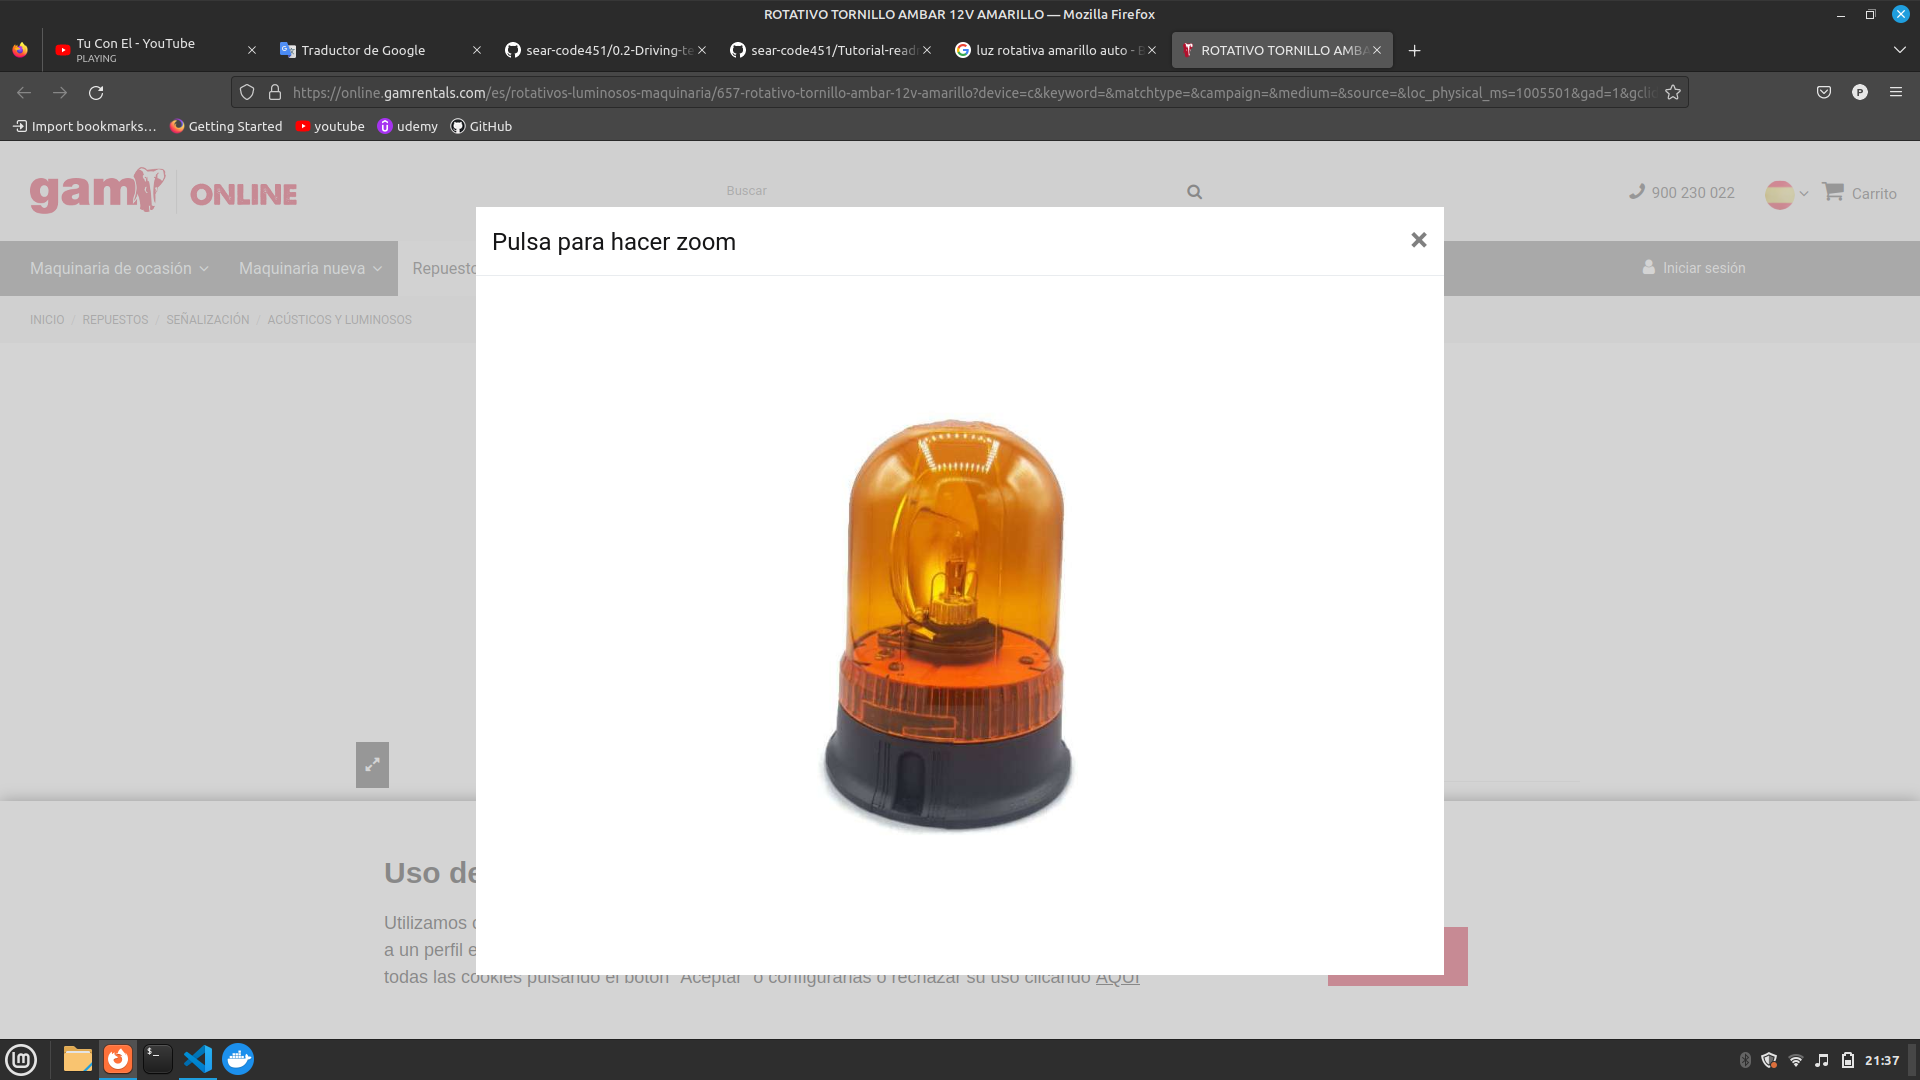 ROTATIVO TORNILLO AMBAR 12V AMARILLO — Mozilla Firefox
Tu Con El - YouTube
PLAYING
Traductor de Google
sear-code451/0.2-Driving-te
sear-code451/Tutorial-read
luz rotativa amarillo auto - B
ROTATIVO TORNILLO AMBA
https://online.gamrentals.com/es/rotativos-luminosos-maquinaria/657-rotativo-tornillo-ambar-12v-amarillo?device=c&keyword=&matchtype=&campaign=&medium=&source=&loc_physical_ms=1005501&gad=1&gcli
P
Import bookmarks...
Getting Started
youtube
udemy
GitHub
gam ONLINE
Buscar
900 230 022
Carrito
Pulsa para hacer zoom
Maquinaria de ocasión
Maquinaria nueva
Repuesto
Iniciar sesión
INICIO / REPUESTOS / SEÑALIZACIÓN / ACÚSTICOS Y LUMINOSOS
Uso de
Utilizamos
a un perfil e
todas las cookies pulsando el botón "Aceptar" o configurarlas o rechazar su uso clicando AQUÍ
21:37